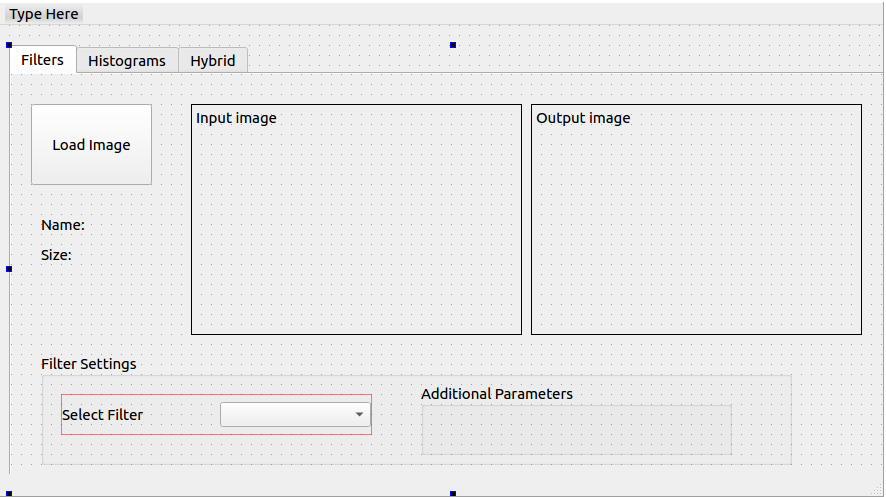 Type Here
Filters Histograms Hybrid
Load Image
Input image
Output image
Name:
Size:
Filter Settings
Additional Parameters
Select Filter